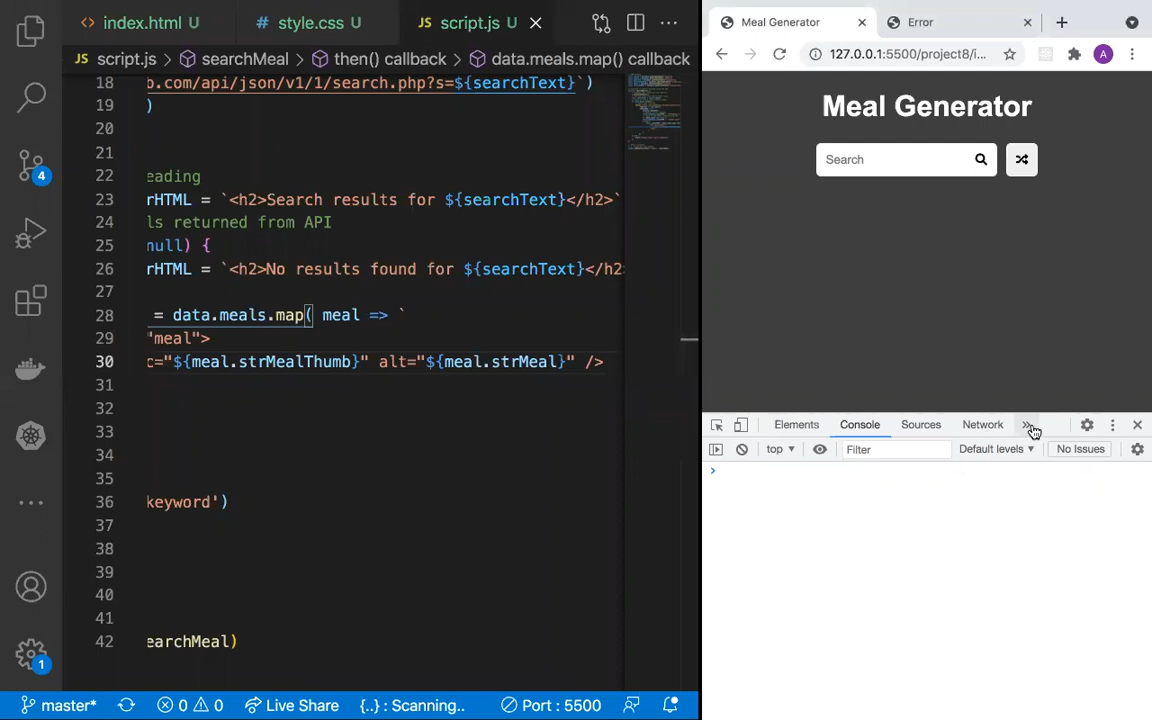 index.html U
# style.css U
JS script.js U
JS script.js > searchMeal > then() callback > data.meals.map() callback
18 b.com/api/json/v1/1/search.php?s=${searchText}`)
19 )
20
21
22 eading
23 rHTML = `<h2>Search results for ${searchText}</h2>`
24 ls returned from API
25 null) {
26 rHTML = `<h2>No results found for ${searchText}</h2
27
28 = data.meals.map( meal => `
29 "meal">
30 c="${meal.strMealThumb}" alt="${meal.strMeal}" />
31
32
33
34
35
36 keyword')
37
38
39
40
41
42 earchMeal)
4
1
master*
0 0
Live Share
{..} : Scanning..
Port : 5500
Meal Generator
Error
127.0.0.1:5500/project8/i...
A
Meal Generator
Search
Elements Console Sources Network »
top Filter Default levels No Issues